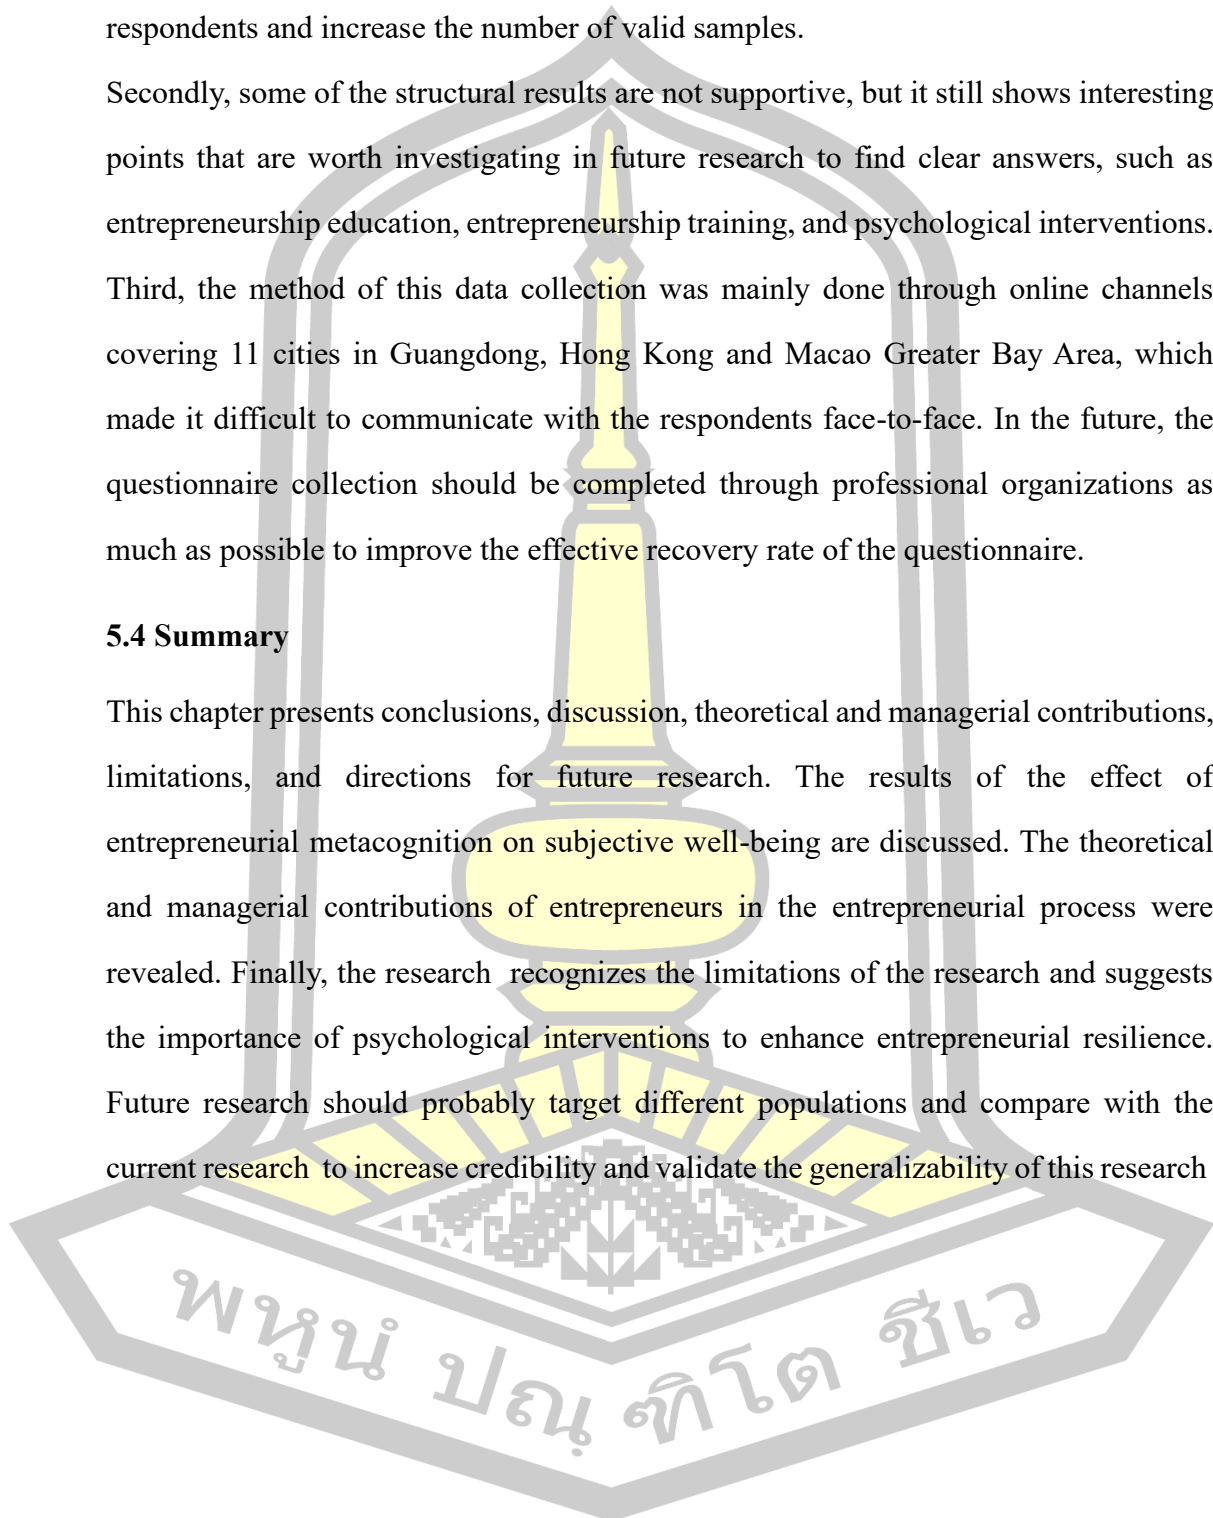 respondents and increase the number of valid samples.
Secondly, some of the structural results are not supportive, but it still shows interesting
points that are worth investigating in future research to find clear answers, such as
entrepreneurship education, entrepreneurship training, and psychological interventions.
Third, the method of this data collection was mainly done through online channels
covering 11 cities in Guangdong, Hong Kong and Macao Greater Bay Area, which
made it difficult to communicate with the respondents face-to-face. In the future, the
questionnaire collection should be completed through professional organizations as
much as possible to improve the effective recovery rate of the questionnaire.
5.4 Summary
This chapter presents conclusions, discussion, theoretical and managerial contributions,
limitations, and directions for future research. The results of the effect of
entrepreneurial metacognition on subjective well-being are discussed. The theoretical
and managerial contributions of entrepreneurs in the entrepreneurial process were
revealed. Finally, the research recognizes the limitations of the research and suggests
the importance of psychological interventions to enhance entrepreneurial resilience.
Future research should probably target different populations and compare with the
current research to increase credibility and validate the generalizability of this research
พหูนํ ปณฺฑิโต ชีเว